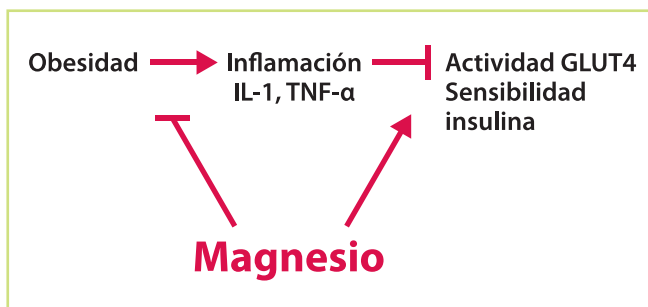 Obesidad
Inflamación
IL-1, TNF-α
Actividad GLUT4
Sensibilidad
insulina
Magnesio